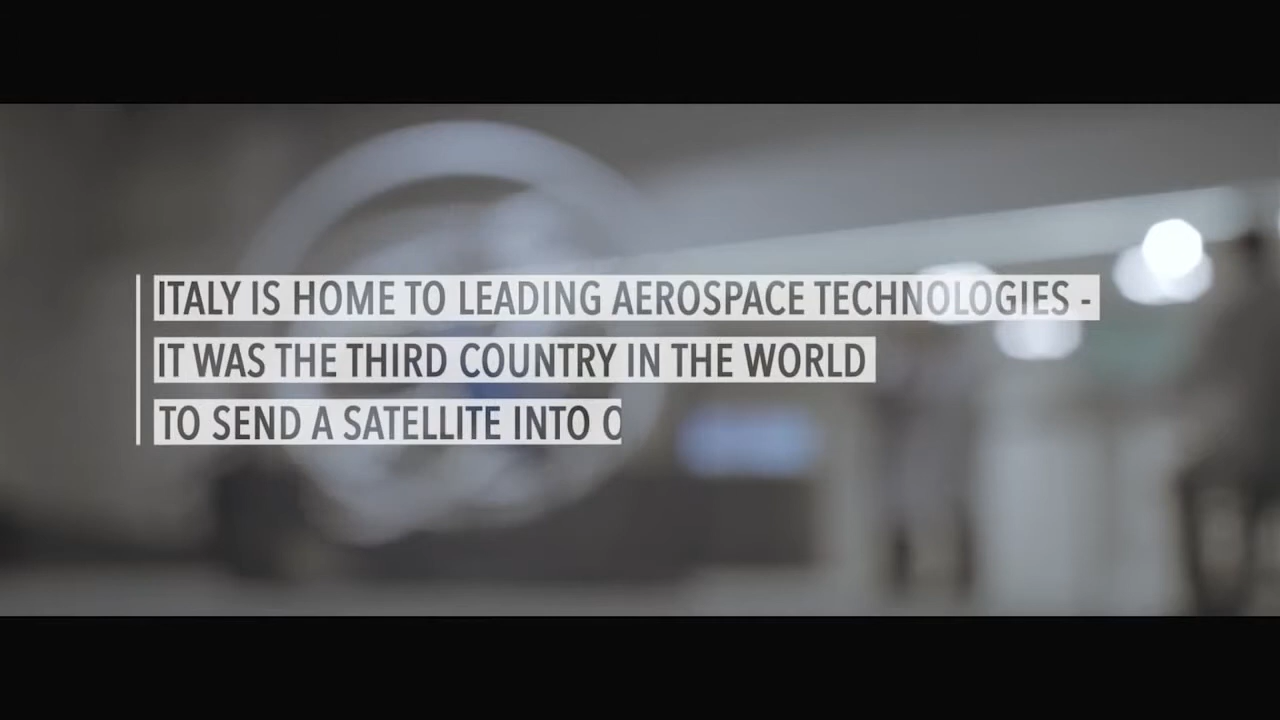 ITALY IS HOME TO LEADING AEROSPACE TECHNOLOGIES -
IT WAS THE THIRD COUNTRY IN THE WORLD
TO SEND A SATELLITE INTO